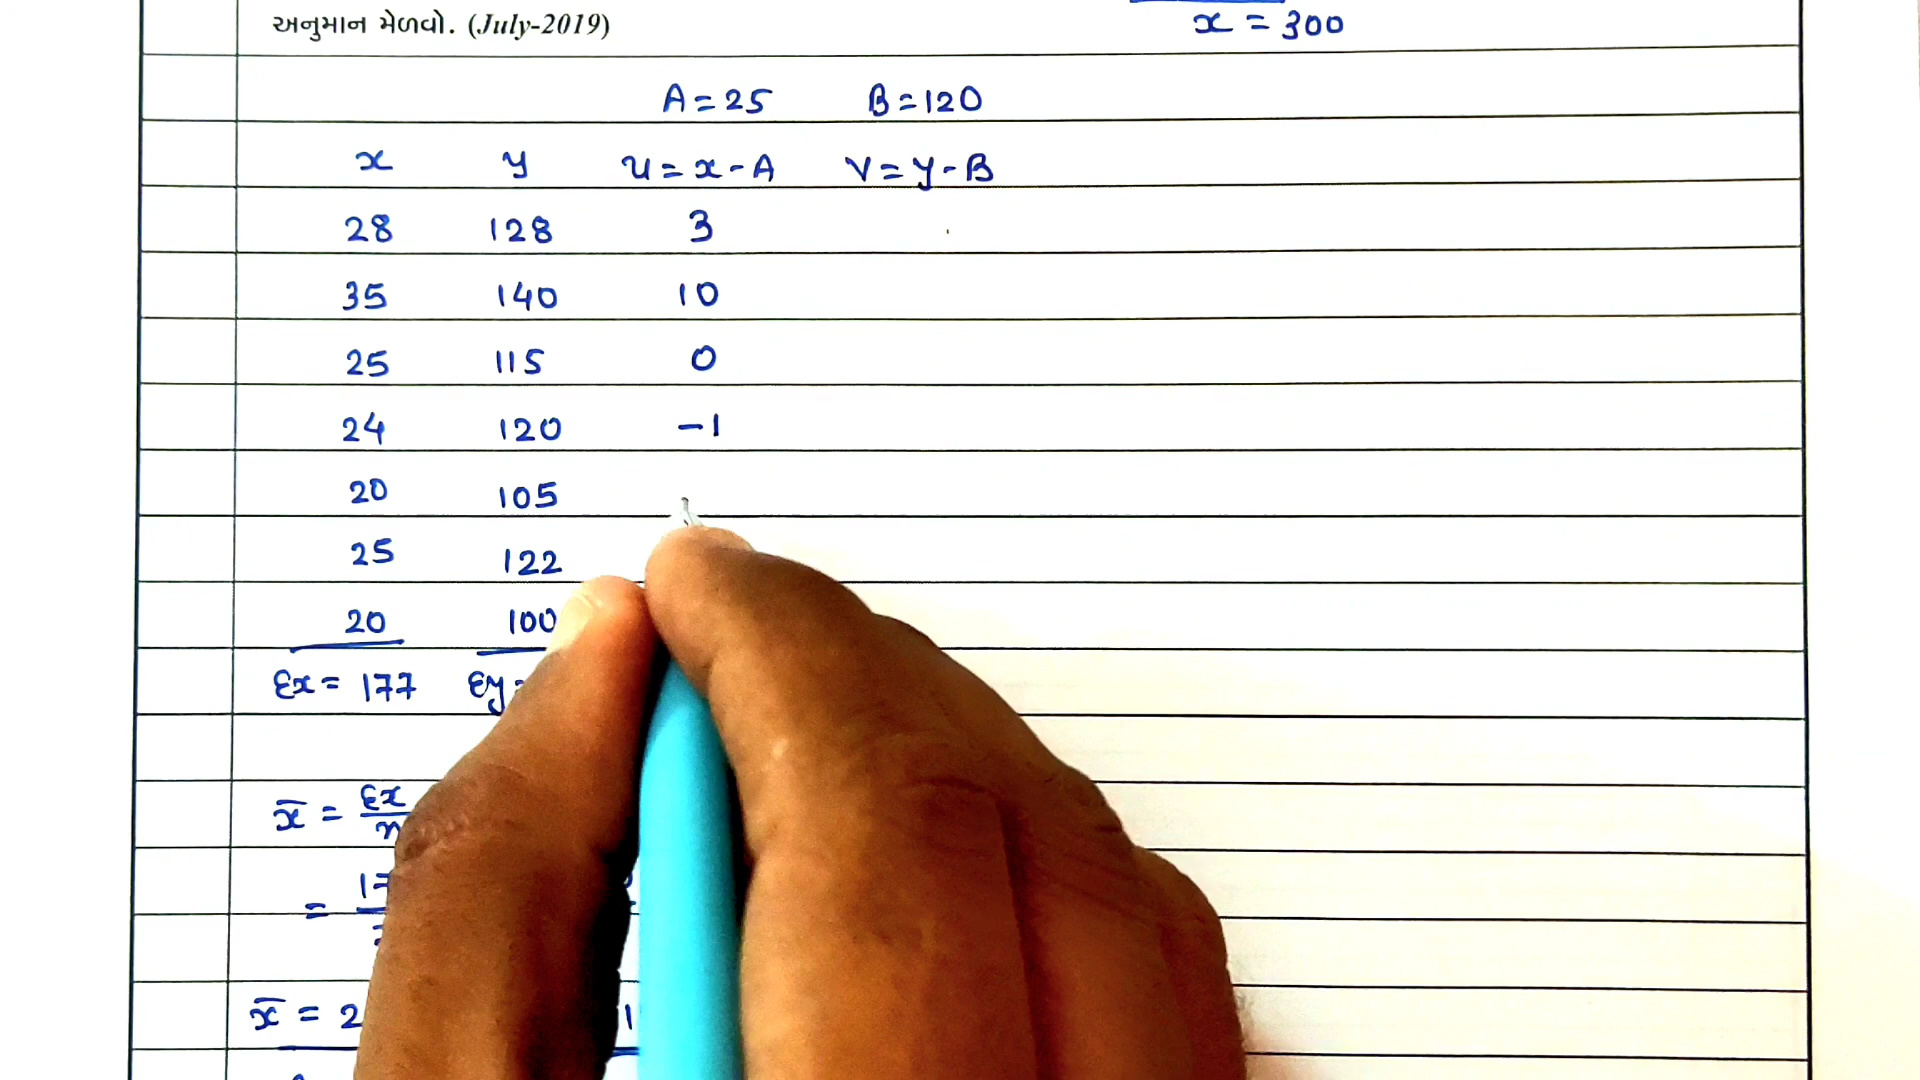 અનુમાન મેળવો. (July-2019)
x = 300
A = 25 B = 120
x y u = x - A v = y - B
28 128 3
35 140 10
25 115 0
24 120 -1
20 105
25 122
20 100
Σx = 177 Σy
x̄ = Σx / n
=
x̄ = 2